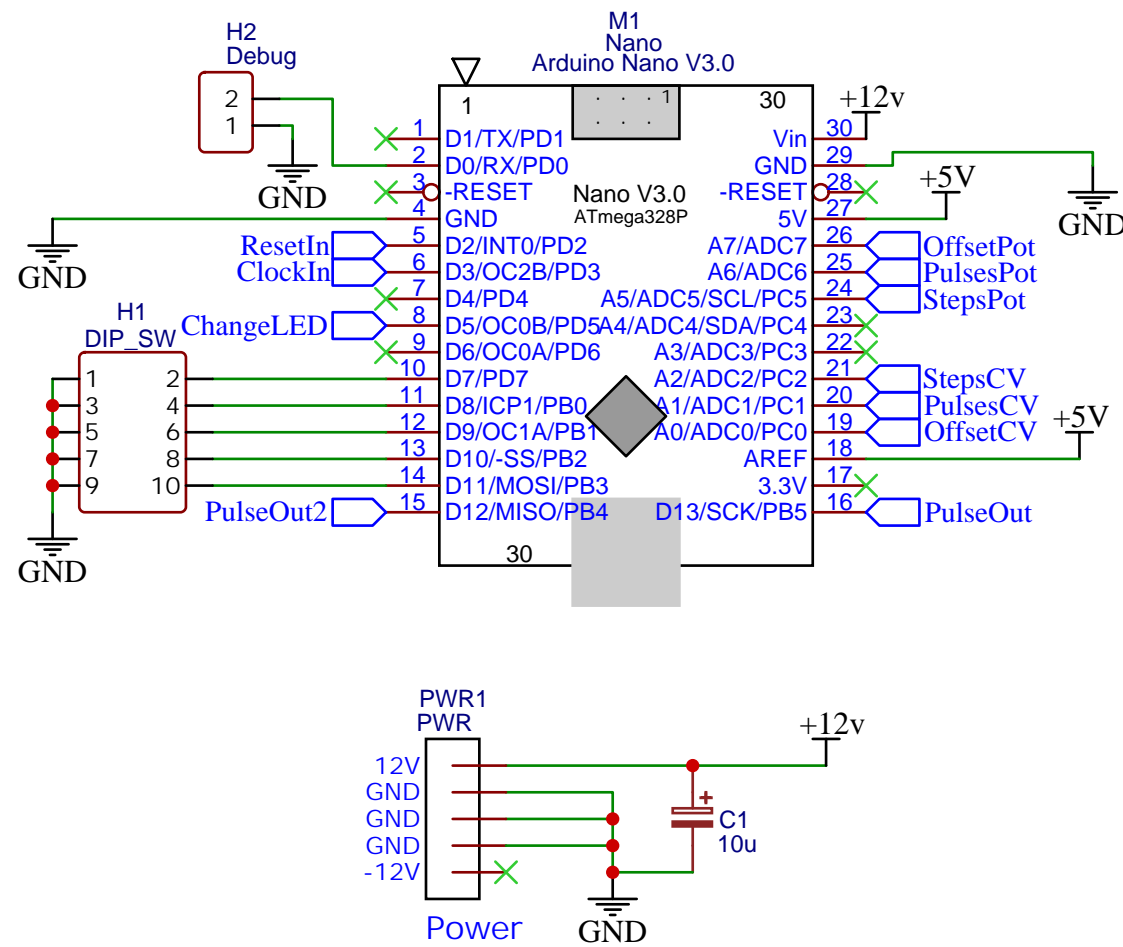 H2
Debug
2
1
GND
M1
Nano
Arduino Nano V3.0
1
1
30
+12v
1 D1/TX/PD1
2 D0/RX/PD0
3 -RESET
4 GND
5 D2/INT0/PD2
6 D3/OC2B/PD3
7 D4/PD4
8 D5/OC0B/PD5
9 D6/OC0A/PD6
10 D7/PD7
11 D8/ICP1/PB0
12 D9/OC1A/PB1
13 D10/-SS/PB2
14 D11/MOSI/PB3
15 D12/MISO/PB4
Nano V3.0
ATmega328P
30
Vin 30
GND 29
-RESET 28
5V 27
A7/ADC7 26
A6/ADC6 25
A5/ADC5/SCL/PC5 24
A4/ADC4/SDA/PC4 23
A3/ADC3/PC3 22
A2/ADC2/PC2 21
A1/ADC1/PC1 20
A0/ADC0/PC0 19
AREF 18
3.3V 17
D13/SCK/PB5 16
GND
ResetIn
ClockIn
ChangeLED
PulseOut2
H1
DIP_SW
1 2
3 4
5 6
7 8
9 10
GND
+5V
GND
OffsetPot
PulsesPot
StepsPot
StepsCV
PulsesCV
OffsetCV
+5V
PulseOut
PWR1
PWR
12V
GND
GND
GND
-12V
Power
+12v
+
C1
10u
GND